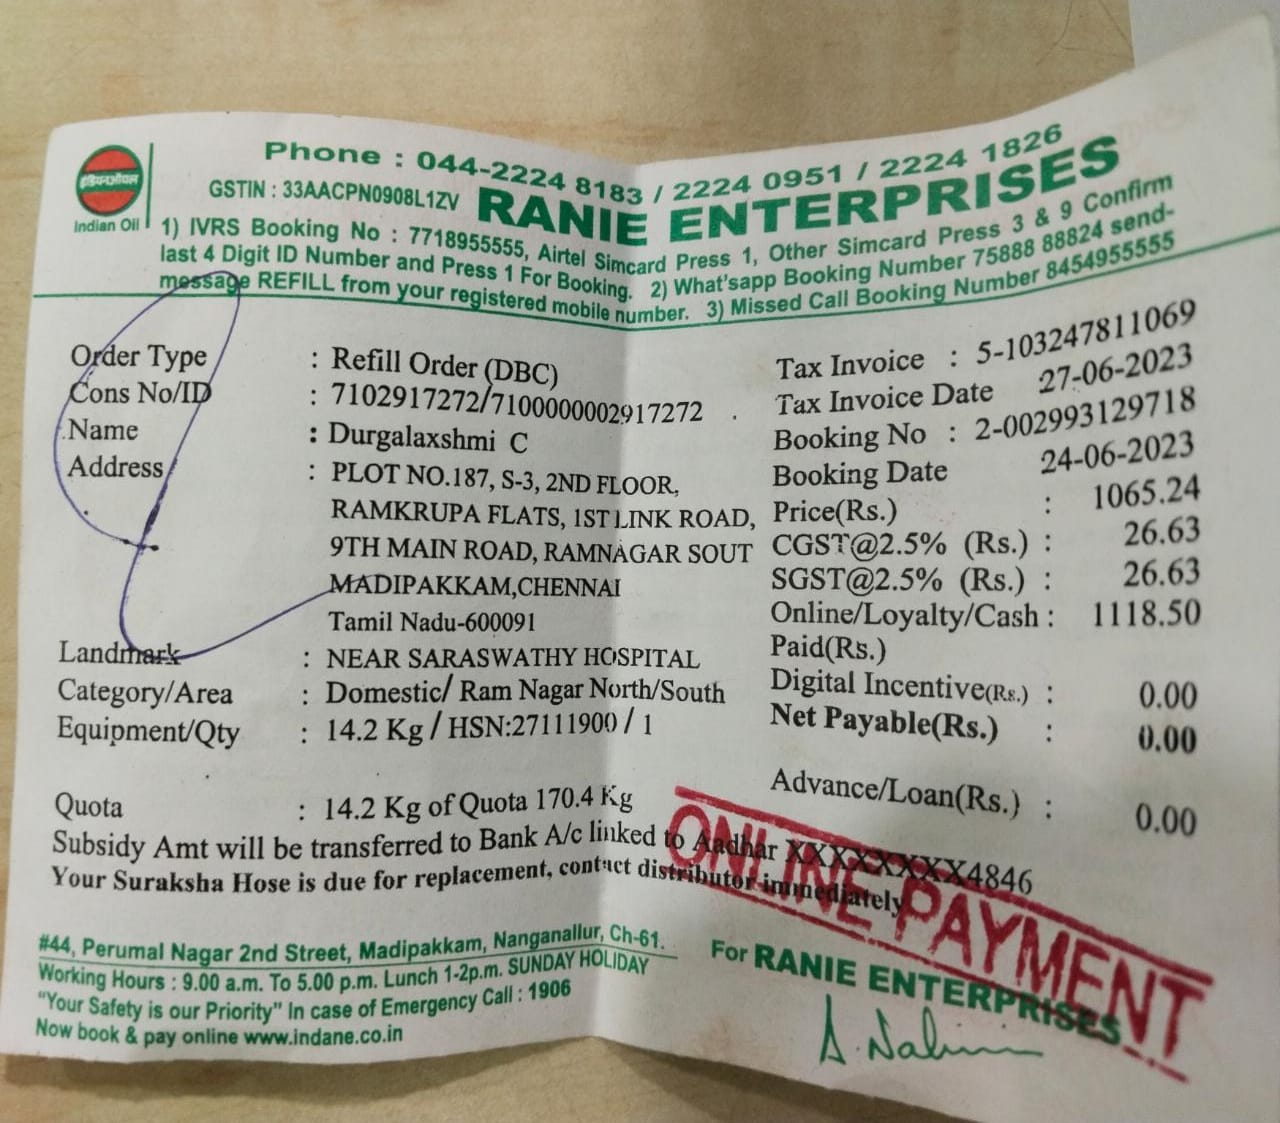 इंडियनऑयल
Indian Oil
Phone : 044-2224 8183 / 2224 0951 / 2224 1826
GSTIN : 33AACPN0908L1ZV RANIE ENTERPRISES
1) IVRS Booking No : 7718955555, Airtel Simcard Press 1, Other Simcard Press 3 & 9 Confirm
last 4 Digit ID Number and Press 1 For Booking. 2) What'sapp Booking Number 75888 88824 send-
message REFILL from your registered mobile number. 3) Missed Call Booking Number 8454955555
Order Type : Refill Order (DBC)
Cons No/ID : 7102917272/7100000002917272
Name : Durgalaxshmi C
Address : PLOT NO.187, S-3, 2ND FLOOR,
RAMKRUPA FLATS, 1ST LINK ROAD,
9TH MAIN ROAD, RAMNAGAR SOUT
MADIPAKKAM,CHENNAI
Tamil Nadu-600091
Landmark : NEAR SARASWATHY HOSPITAL
Category/Area : Domestic/ Ram Nagar North/South
Equipment/Qty : 14.2 Kg / HSN:27111900 / 1
Tax Invoice : 5-103247811069
Tax Invoice Date 27-06-2023
Booking No : 2-002993129718
Booking Date 24-06-2023
Price(Rs.) : 1065.24
CGST@2.5% (Rs.) : 26.63
SGST@2.5% (Rs.) : 26.63
Online/Loyalty/Cash : 1118.50
Paid(Rs.)
Digital Incentive(Rs.) : 0.00
Net Payable(Rs.) : 0.00
Advance/Loan(Rs.) : 0.00
Quota : 14.2 Kg of Quota 170.4 Kg
Subsidy Amt will be transferred to Bank A/c linked to Aadhar XXXXXXXX4846
Your Suraksha Hose is due for replacement, contact distributor immediately
ONLINE PAYMENT
#44, Perumal Nagar 2nd Street, Madipakkam, Nanganallur, Ch-61.
Working Hours : 9.00 a.m. To 5.00 p.m. Lunch 1-2p.m. SUNDAY HOLIDAY
"Your Safety is our Priority" In case of Emergency Call : 1906
Now book & pay online www.indane.co.in
For RANIE ENTERPRISES